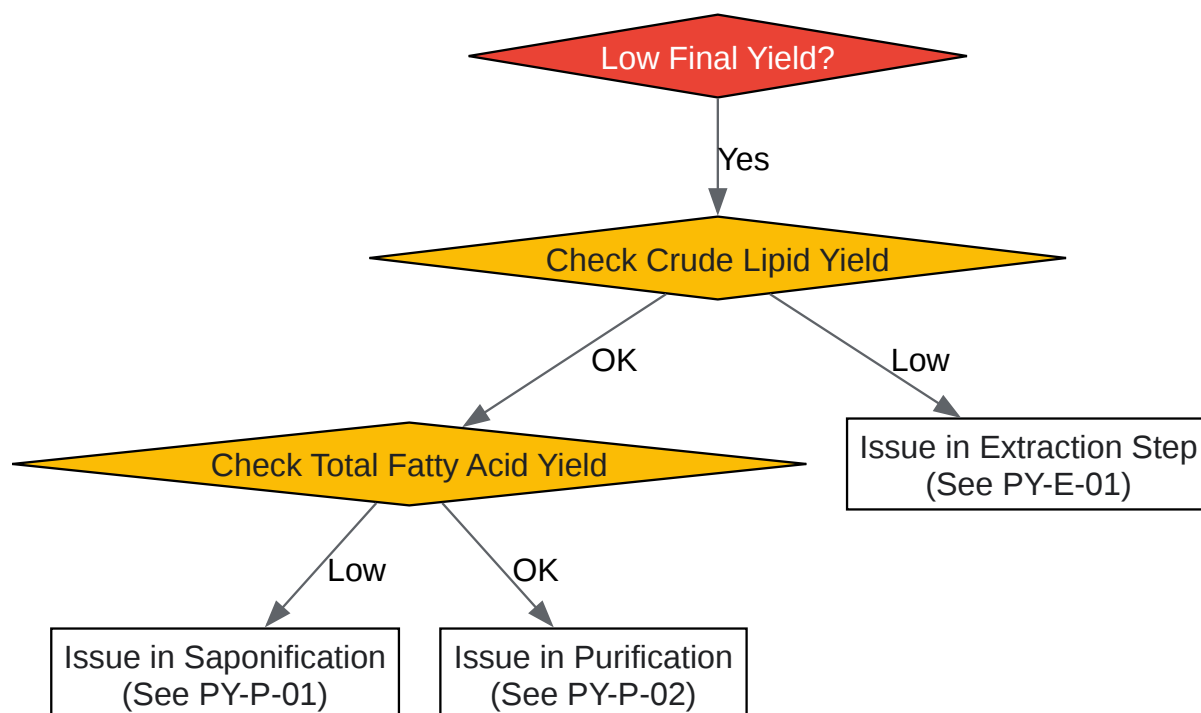 Low Final Yield?
Yes
Check Crude Lipid Yield
OK
Low
Check Total Fatty Acid Yield
Issue in Extraction Step
(See PY-E-01)
Low
OK
Issue in Saponification
(See PY-P-01)
Issue in Purification
(See PY-P-02)